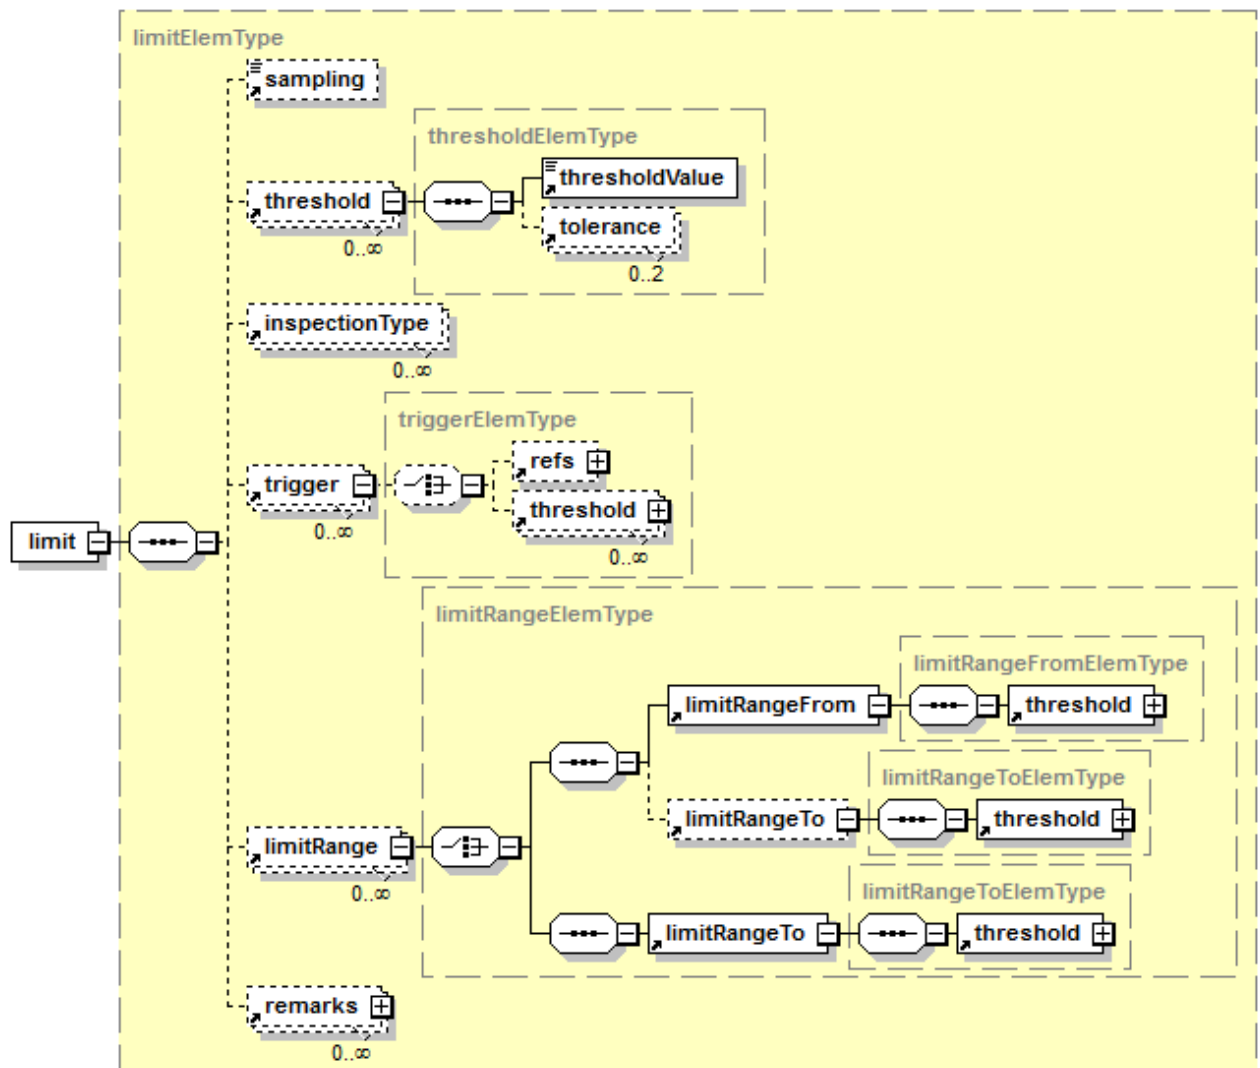 limitElemType
sampling
thresholdElemType
thresholdValue
threshold
0..∞
tolerance
0..2
inspectionType
0..∞
triggerElemType
refs
trigger
0..∞
threshold
0..∞
limit
limitRangeElemType
limitRangeFromElemType
limitRangeFrom
threshold
limitRangeToElemType
limitRangeTo
threshold
limitRange
0..∞
limitRangeToElemType
limitRangeTo
threshold
remarks
0..∞